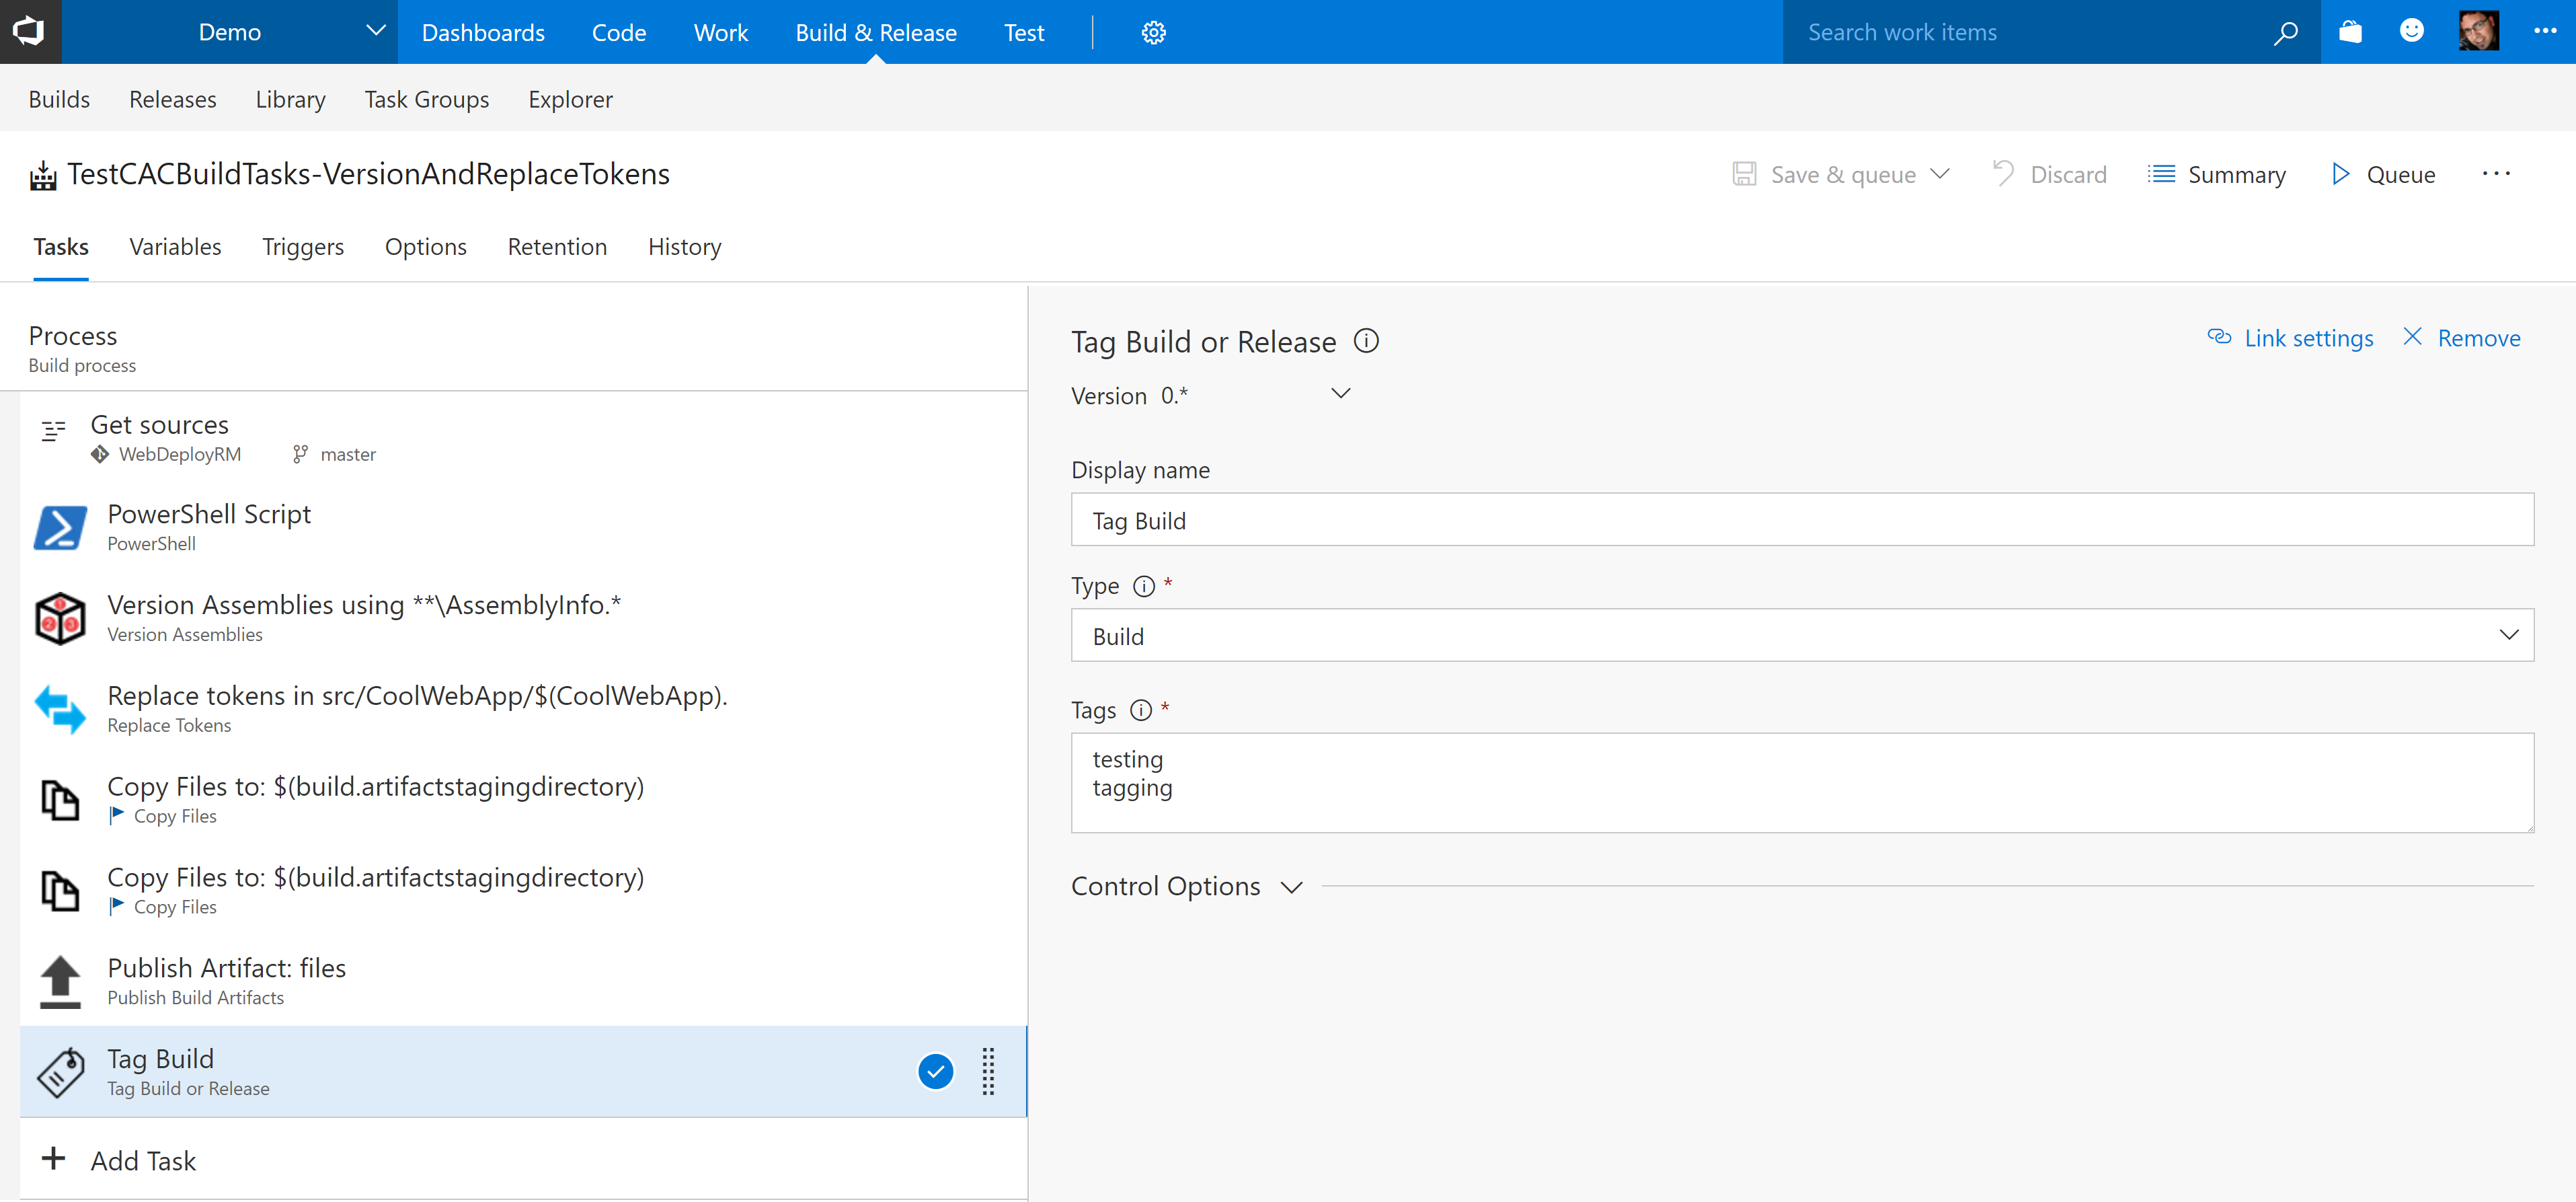 Demo
Dashboards
Code
Work
Build & Release
Test
Search work items
Builds
Releases
Library
Task Groups
Explorer
TestCACBuildTasks-VersionAndReplaceTokens
Save & queue
Discard
Summary
Queue
Tasks
Variables
Triggers
Options
Retention
History
Process
Build process
Get sources
WebDeployRM
master
PowerShell Script
PowerShell
Version Assemblies using **\AssemblyInfo.*
Version Assemblies
Replace tokens in src/CoolWebApp/$(CoolWebApp).
Replace Tokens
Copy Files to: $(build.artifactstagingdirectory)
Copy Files
Copy Files to: $(build.artifactstagingdirectory)
Copy Files
Publish Artifact: files
Publish Build Artifacts
Tag Build
Tag Build or Release
Add Task
Tag Build or Release
Link settings
Remove
Version 0.*
Display name
Tag Build
Type *
Build
Tags *
testing
tagging
Control Options